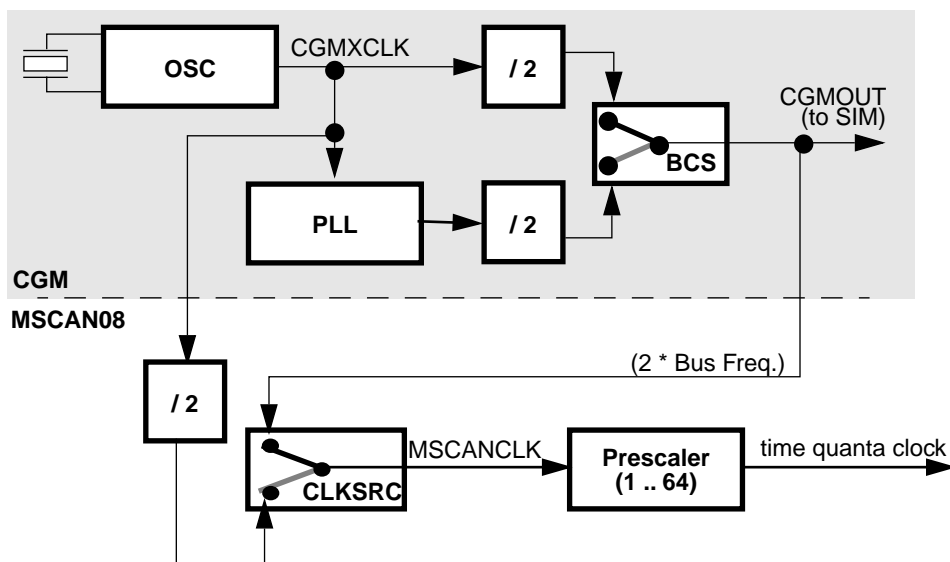 OSC
CGMXCLK
/ 2
CGMOUT
(to SIM)
BCS
PLL
/ 2
CGM
MSCAN08
(2 * Bus Freq.)
/ 2
MSCANCLK
CLKSRC
Prescaler
(1 .. 64)
time quanta clock